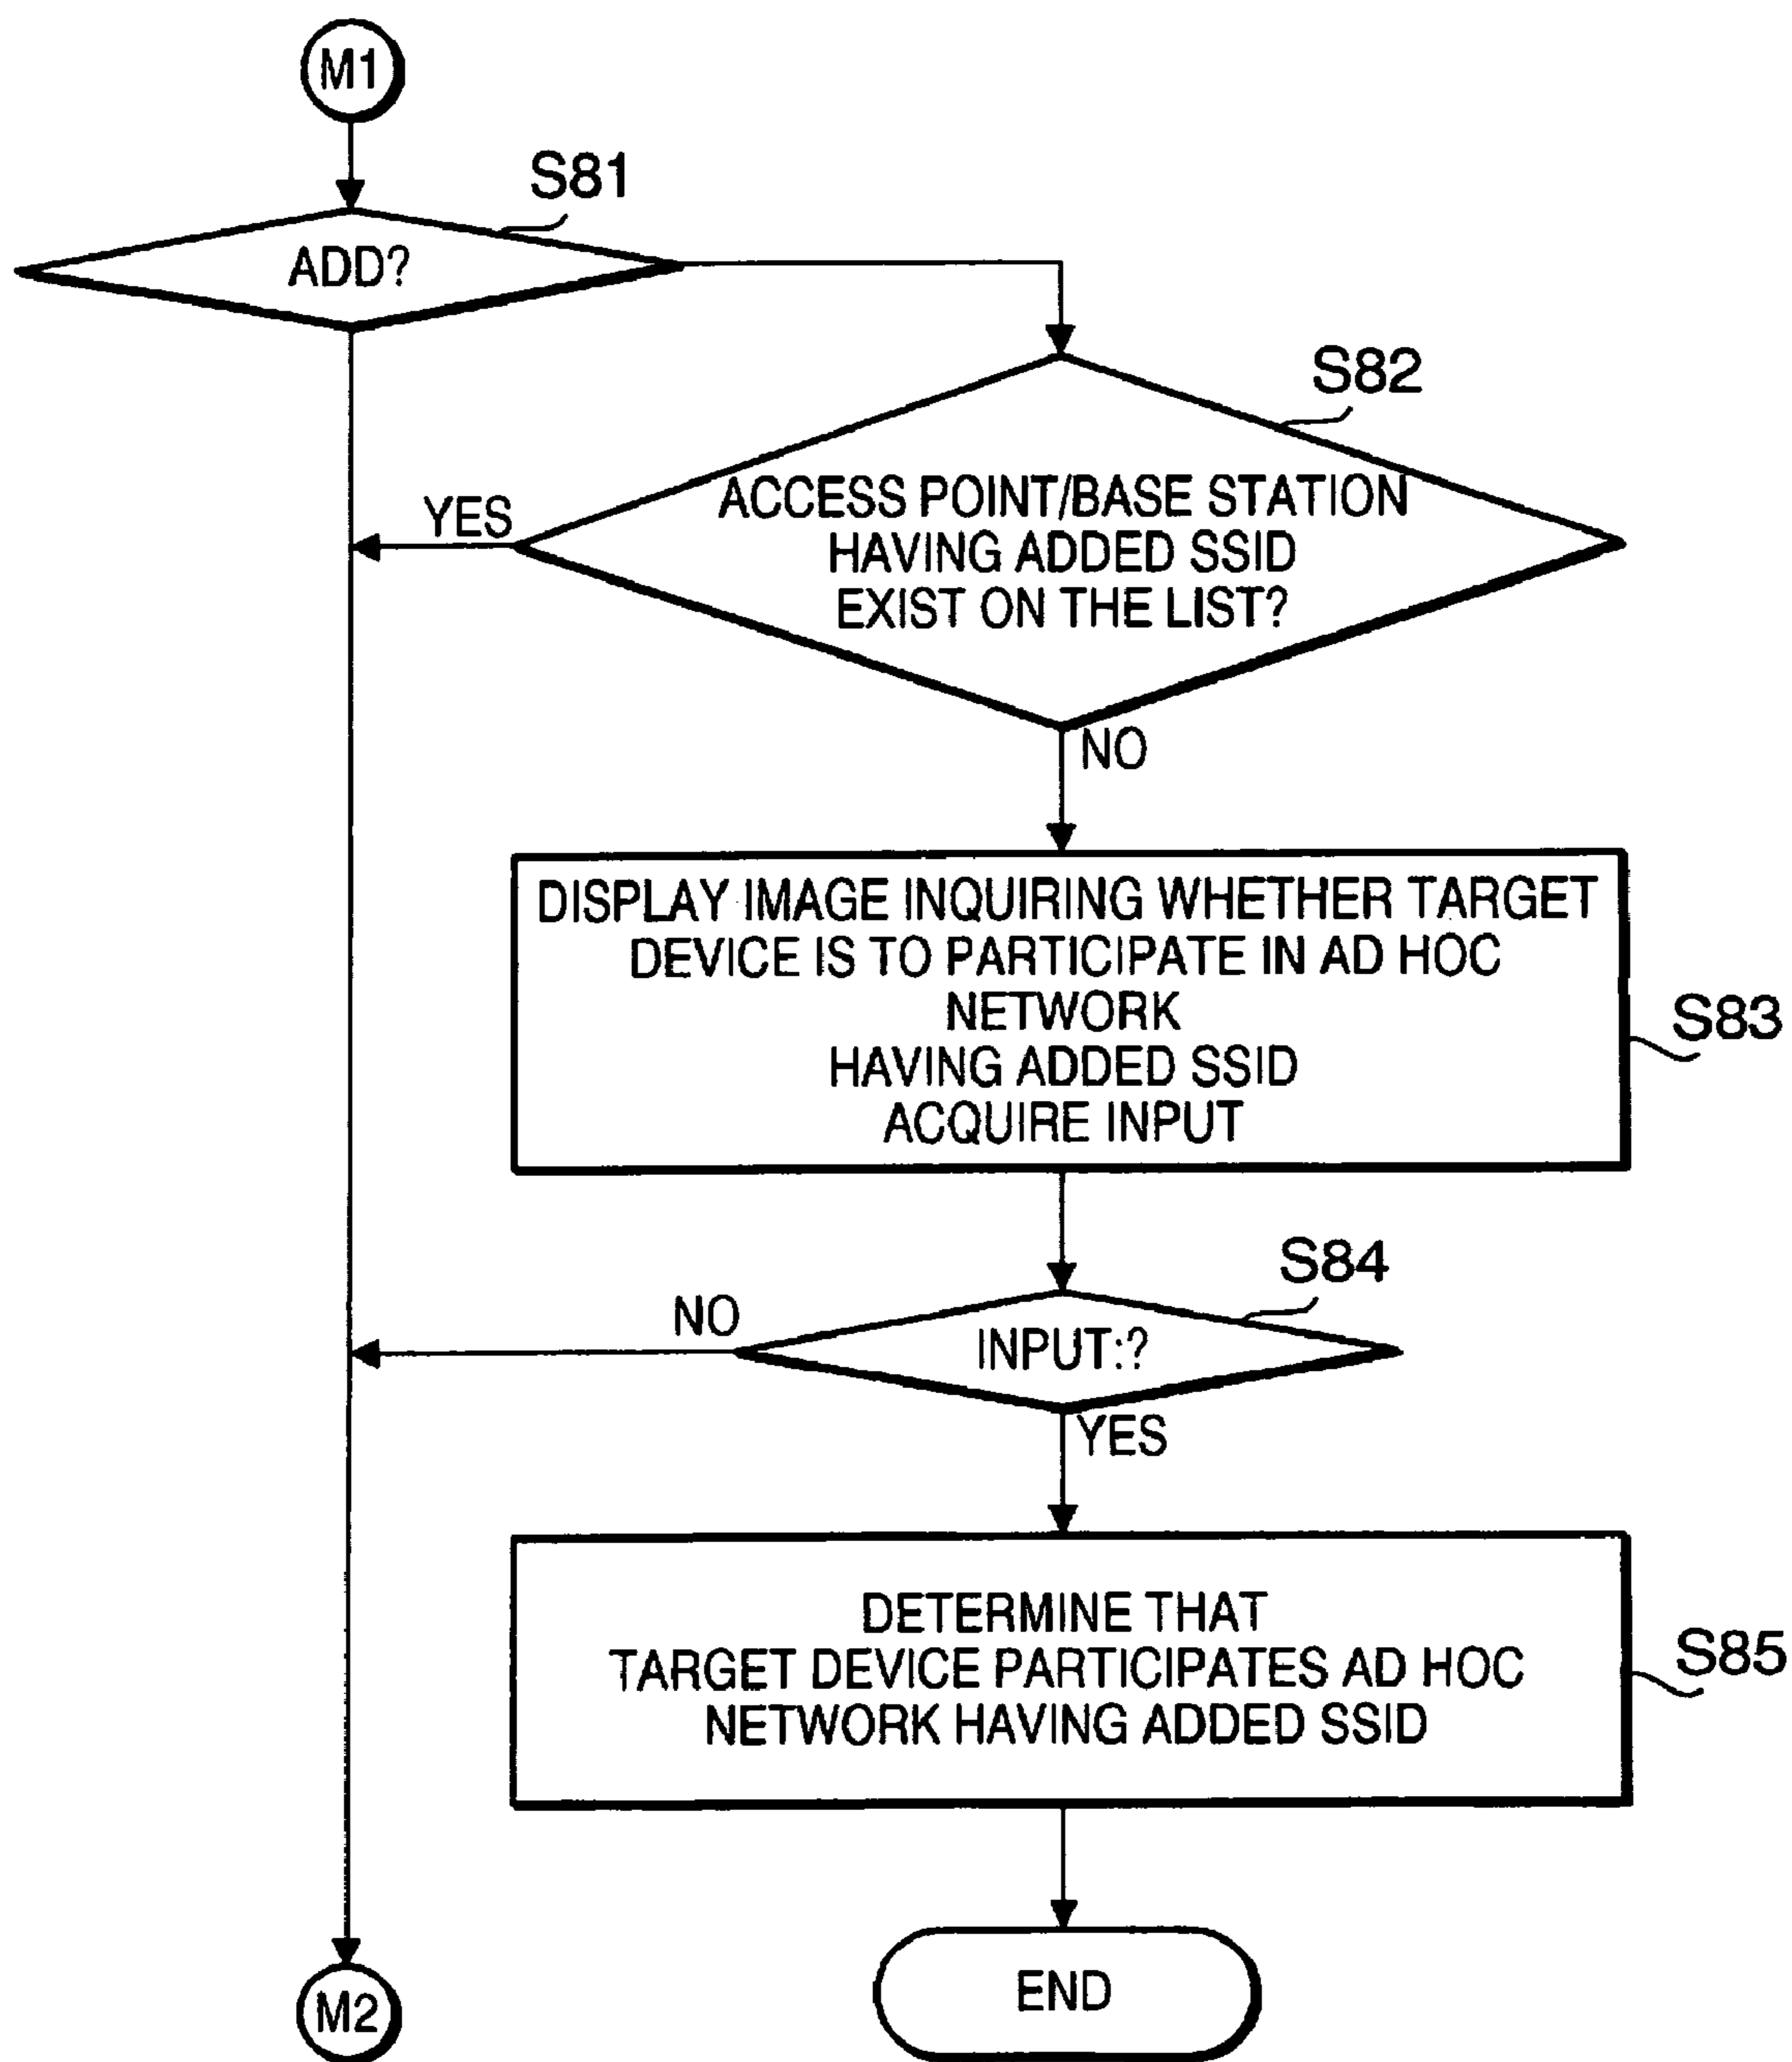 M1
S81
ADD?
S82
ACCESS POINT/BASE STATION
HAVING ADDED SSID
EXIST ON THE LIST?
YES
NO
DISPLAY IMAGE INQUIRING WHETHER TARGET
DEVICE IS TO PARTICIPATE IN AD HOC
NETWORK
HAVING ADDED SSID
ACQUIRE INPUT
S83
S84
NO
INPUT:?
YES
DETERMINE THAT
TARGET DEVICE PARTICIPATES AD HOC
NETWORK HAVING ADDED SSID
S85
END
M2